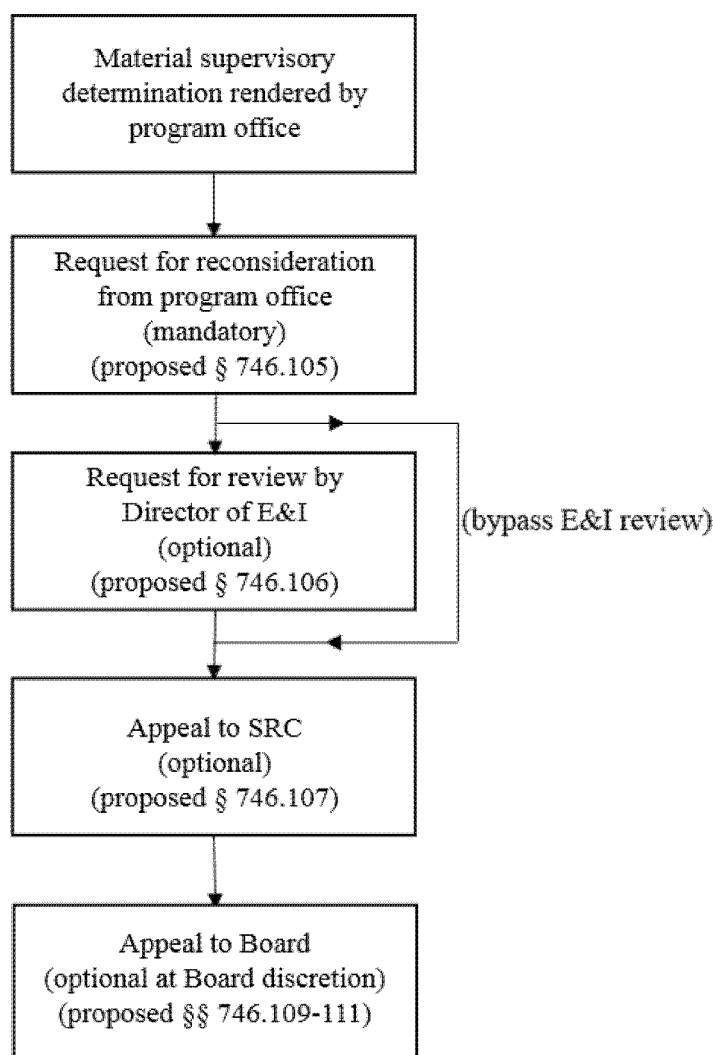 Material supervisory
determination rendered by
program office
Request for reconsideration
from program office
(mandatory)
(proposed § 746.105)
Request for review by
Director of E&I
(optional)
(proposed § 746.106)
(bypass E&I review)
Appeal to SRC
(optional)
(proposed § 746.107)
Appeal to Board
(optional at Board discretion)
(proposed §§ 746.109-111)